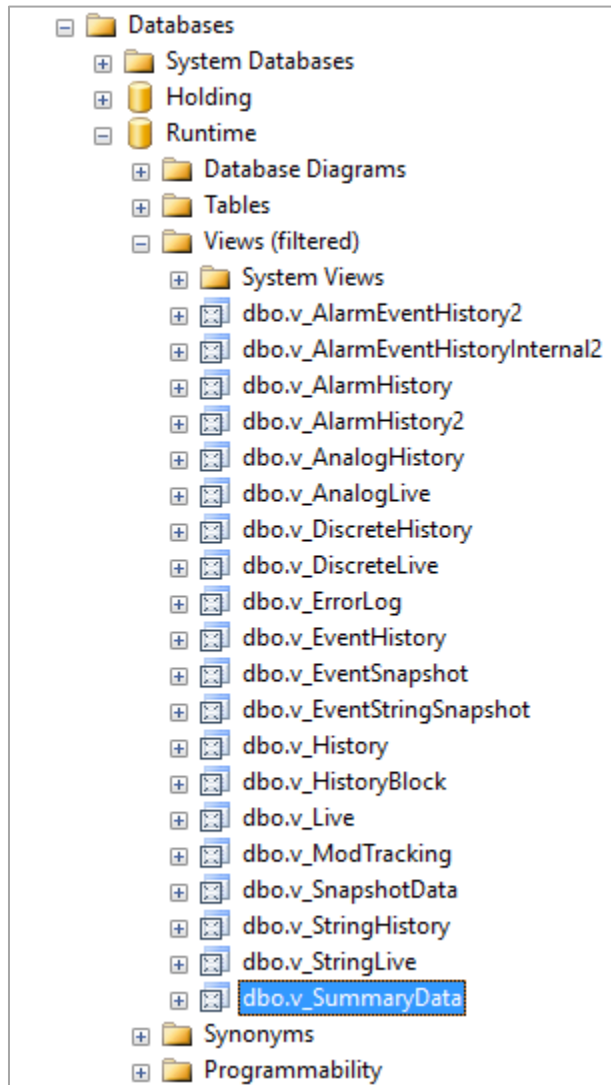 Databases
System Databases
Holding
Runtime
Database Diagrams
Tables
Views (filtered)
System Views
dbo.v_AlarmEventHistory2
dbo.v_AlarmEventHistoryInternal2
dbo.v_AlarmHistory
dbo.v_AlarmHistory2
dbo.v_AnalogHistory
dbo.v_AnalogLive
dbo.v_DiscreteHistory
dbo.v_DiscreteLive
dbo.v_ErrorLog
dbo.v_EventHistory
dbo.v_EventSnapshot
dbo.v_EventStringSnapshot
dbo.v_History
dbo.v_HistoryBlock
dbo.v_Live
dbo.v_ModTracking
dbo.v_SnapshotData
dbo.v_StringHistory
dbo.v_StringLive
dbo.v_SummaryData
Synonyms
Programmability